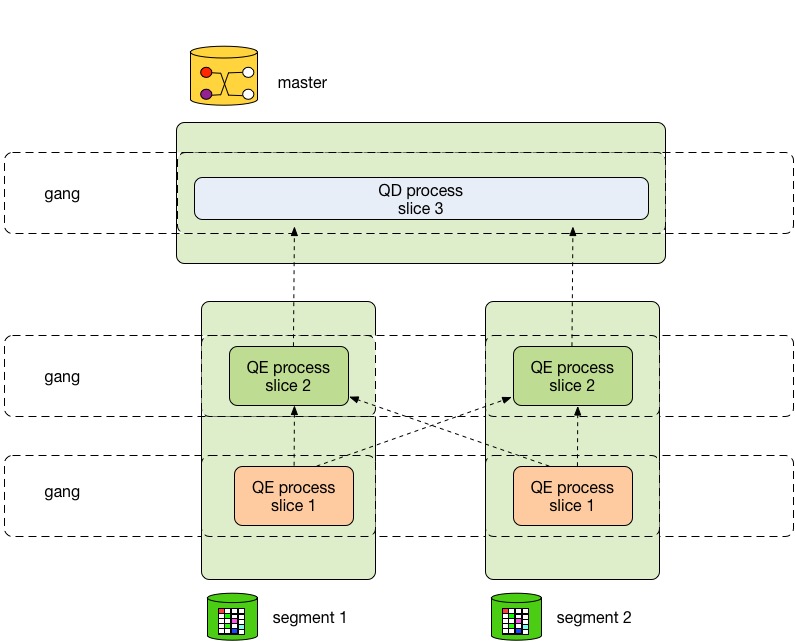 master
gang
QD process
slice 3
gang
QE process
slice 2
QE process
slice 2
gang
QE process
slice 1
QE process
slice 1
segment 1
segment 2